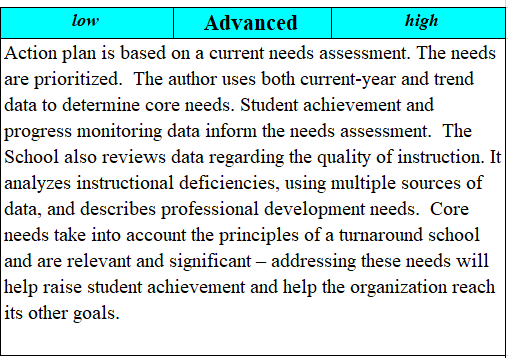 low Advanced high
Action plan is based on a current needs assessment. The needs
are prioritized.  The author uses both current-year and trend
data to determine core needs. Student achievement and
progress monitoring data inform the needs assessment.  The
School also reviews data regarding the quality of instruction. It
analyzes instructional deficiencies, using multiple sources of
data, and describes professional development needs.  Core
needs take into account the principles of a turnaround school
and are relevant and significant – addressing these needs will
help raise student achievement and help the organization reach
its other goals.